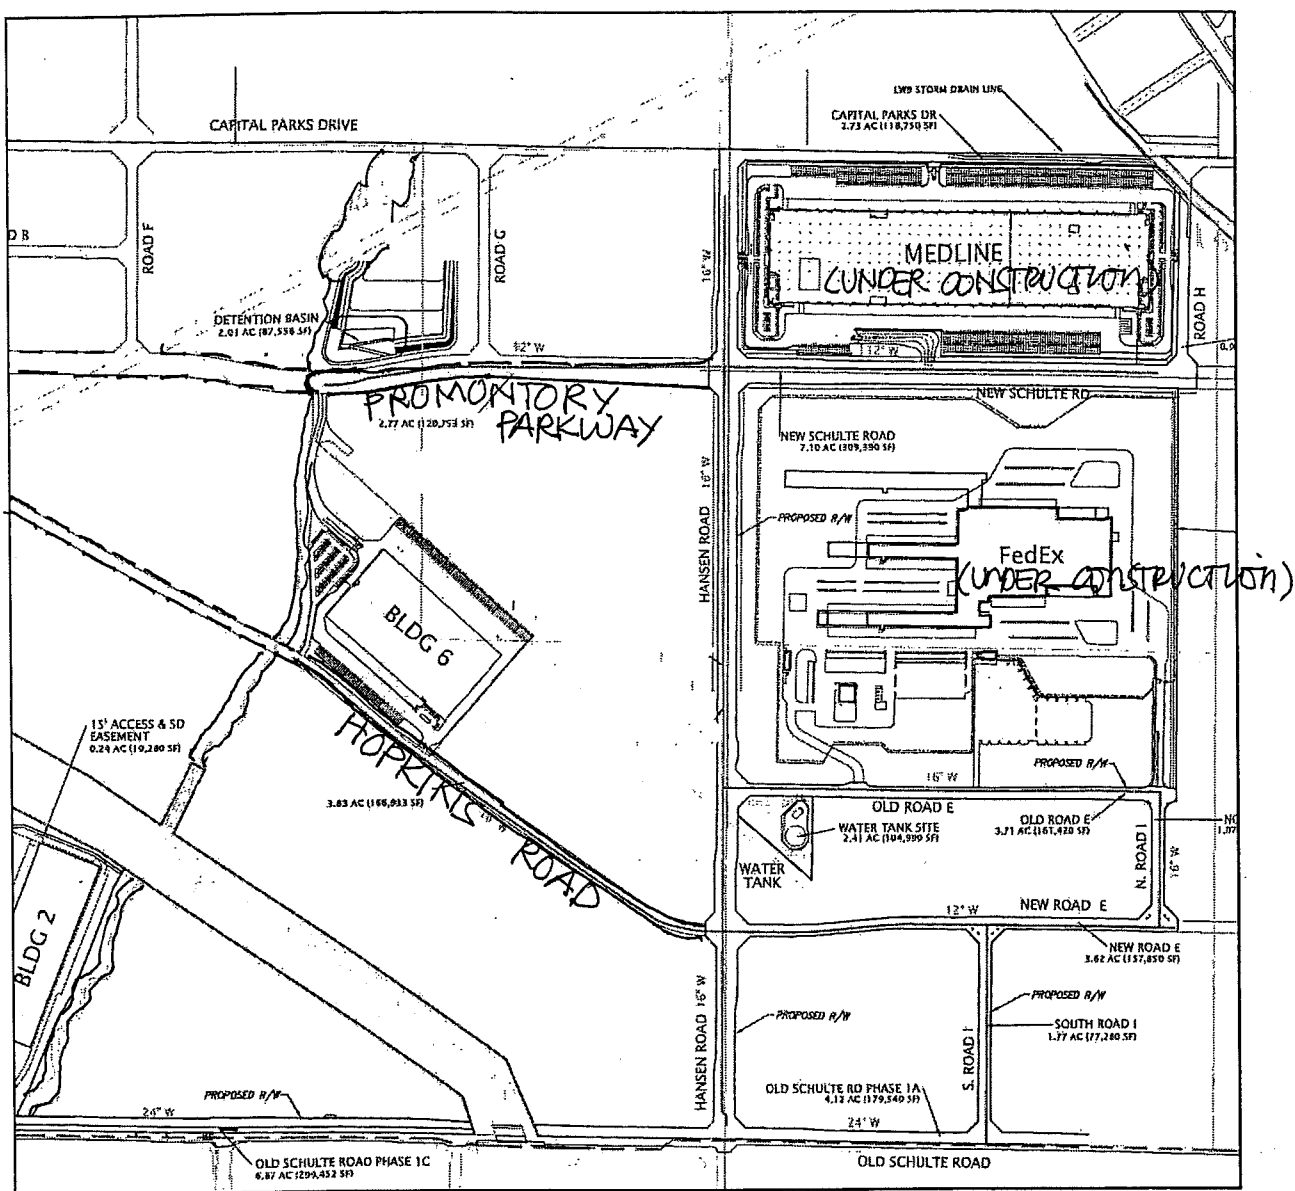 LWB STORM DRAIN LINE
CAPITAL PARKS DR
2.73 AC (118,750 SF)
CAPITAL PARKS DRIVE
ROAD F
ROAD G
16" W
MEDLINE
(UNDER CONSTRUCTION)
ROAD H
DETENTION BASIN
2.01 AC (87,556 SF)
12" W
12" W
PROMONTORY
PARKWAY
2.77 AC (120,753 SF)
NEW SCHULTE RD
NEW SCHULTE ROAD
7.10 AC (309,390 SF)
HANSEN ROAD 16" W
PROPOSED R/W
FedEx
(UNDER CONSTRUCTION)
BLDG 6
15' ACCESS & SD
EASEMENT
0.24 AC (10,280 SF)
HOPKINS
ROAD
3.83 AC (166,933 SF)
PROPOSED R/W
16" W
OLD ROAD E
OLD ROAD E
3.71 AC (161,420 SF)
WATER TANK SITE
2.41 AC (104,990 SF)
WATER
TANK
N. ROAD I
16" W
12" W
NEW ROAD E
NEW ROAD E
3.62 AC (157,850 SF)
BLDG 2
HANSEN ROAD 16" W
PROPOSED R/W
PROPOSED R/W
SOUTH ROAD I
1.77 AC (77,280 SF)
S. ROAD I
PROPOSED R/W
24" W
OLD SCHULTE RD PHASE 1A
4.12 AC (179,540 SF)
24" W
OLD SCHULTE ROAD PHASE 1C
6.87 AC (299,452 SF)
OLD SCHULTE ROAD